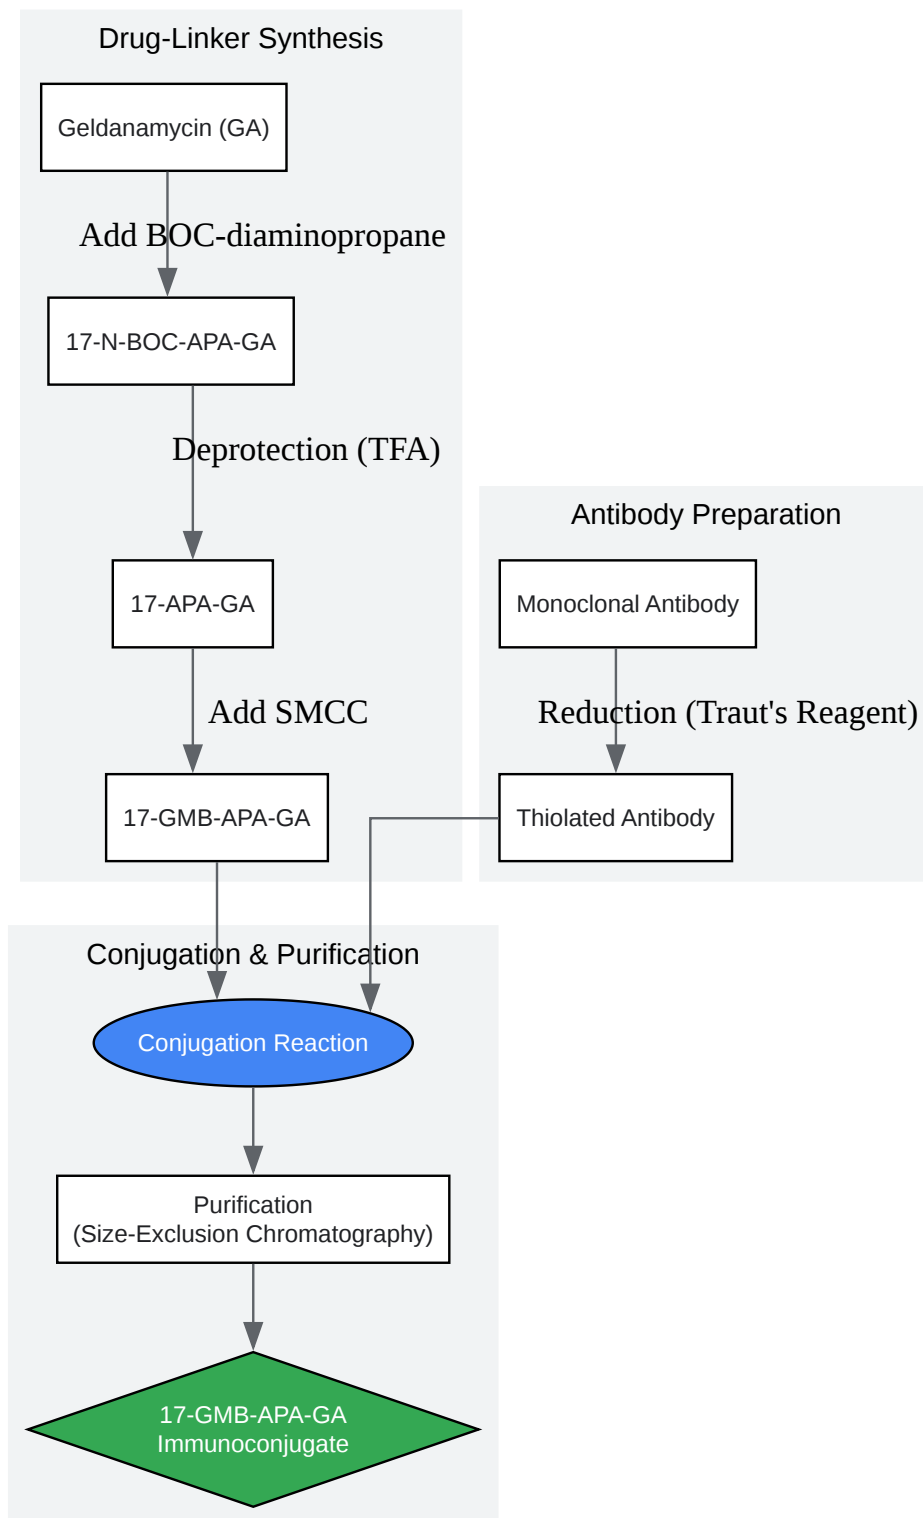 Drug-Linker Synthesis
Geldanamycin (GA)
Add BOC-diaminopropane
17-N-BOC-APA-GA
Deprotection (TFA)
17-APA-GA
Add SMCC
17-GMB-APA-GA
Antibody Preparation
Monoclonal Antibody
Reduction (Traut's Reagent)
Thiolated Antibody
Conjugation & Purification
Conjugation Reaction
Purification
(Size-Exclusion Chromatography)
17-GMB-APA-GA
Immunoconjugate